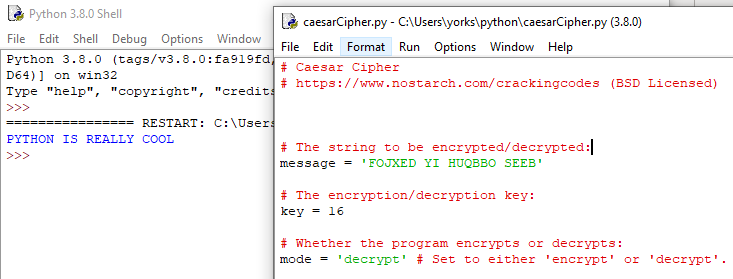 Python 3.8.0 Shell
File Edit Shell Debug Options Window
Python 3.8.0 (tags/v3.8.0:fa919fd,
D64)] on win32
Type "help", "copyright", "credits
>>>
================ RESTART: C:\Users
PYTHON IS REALLY COOL
>>>
caesarCipher.py - C:\Users\yorks\python\caesarCipher.py (3.8.0)
File Edit Format Run Options Window Help
# Caesar Cipher
# https://www.nostarch.com/crackingcodes (BSD Licensed)
# The string to be encrypted/decrypted:
message = 'FOJXED YI HUQBBO SEEB'
# The encryption/decryption key:
key = 16
# Whether the program encrypts or decrypts:
mode = 'decrypt' # Set to either 'encrypt' or 'decrypt'.